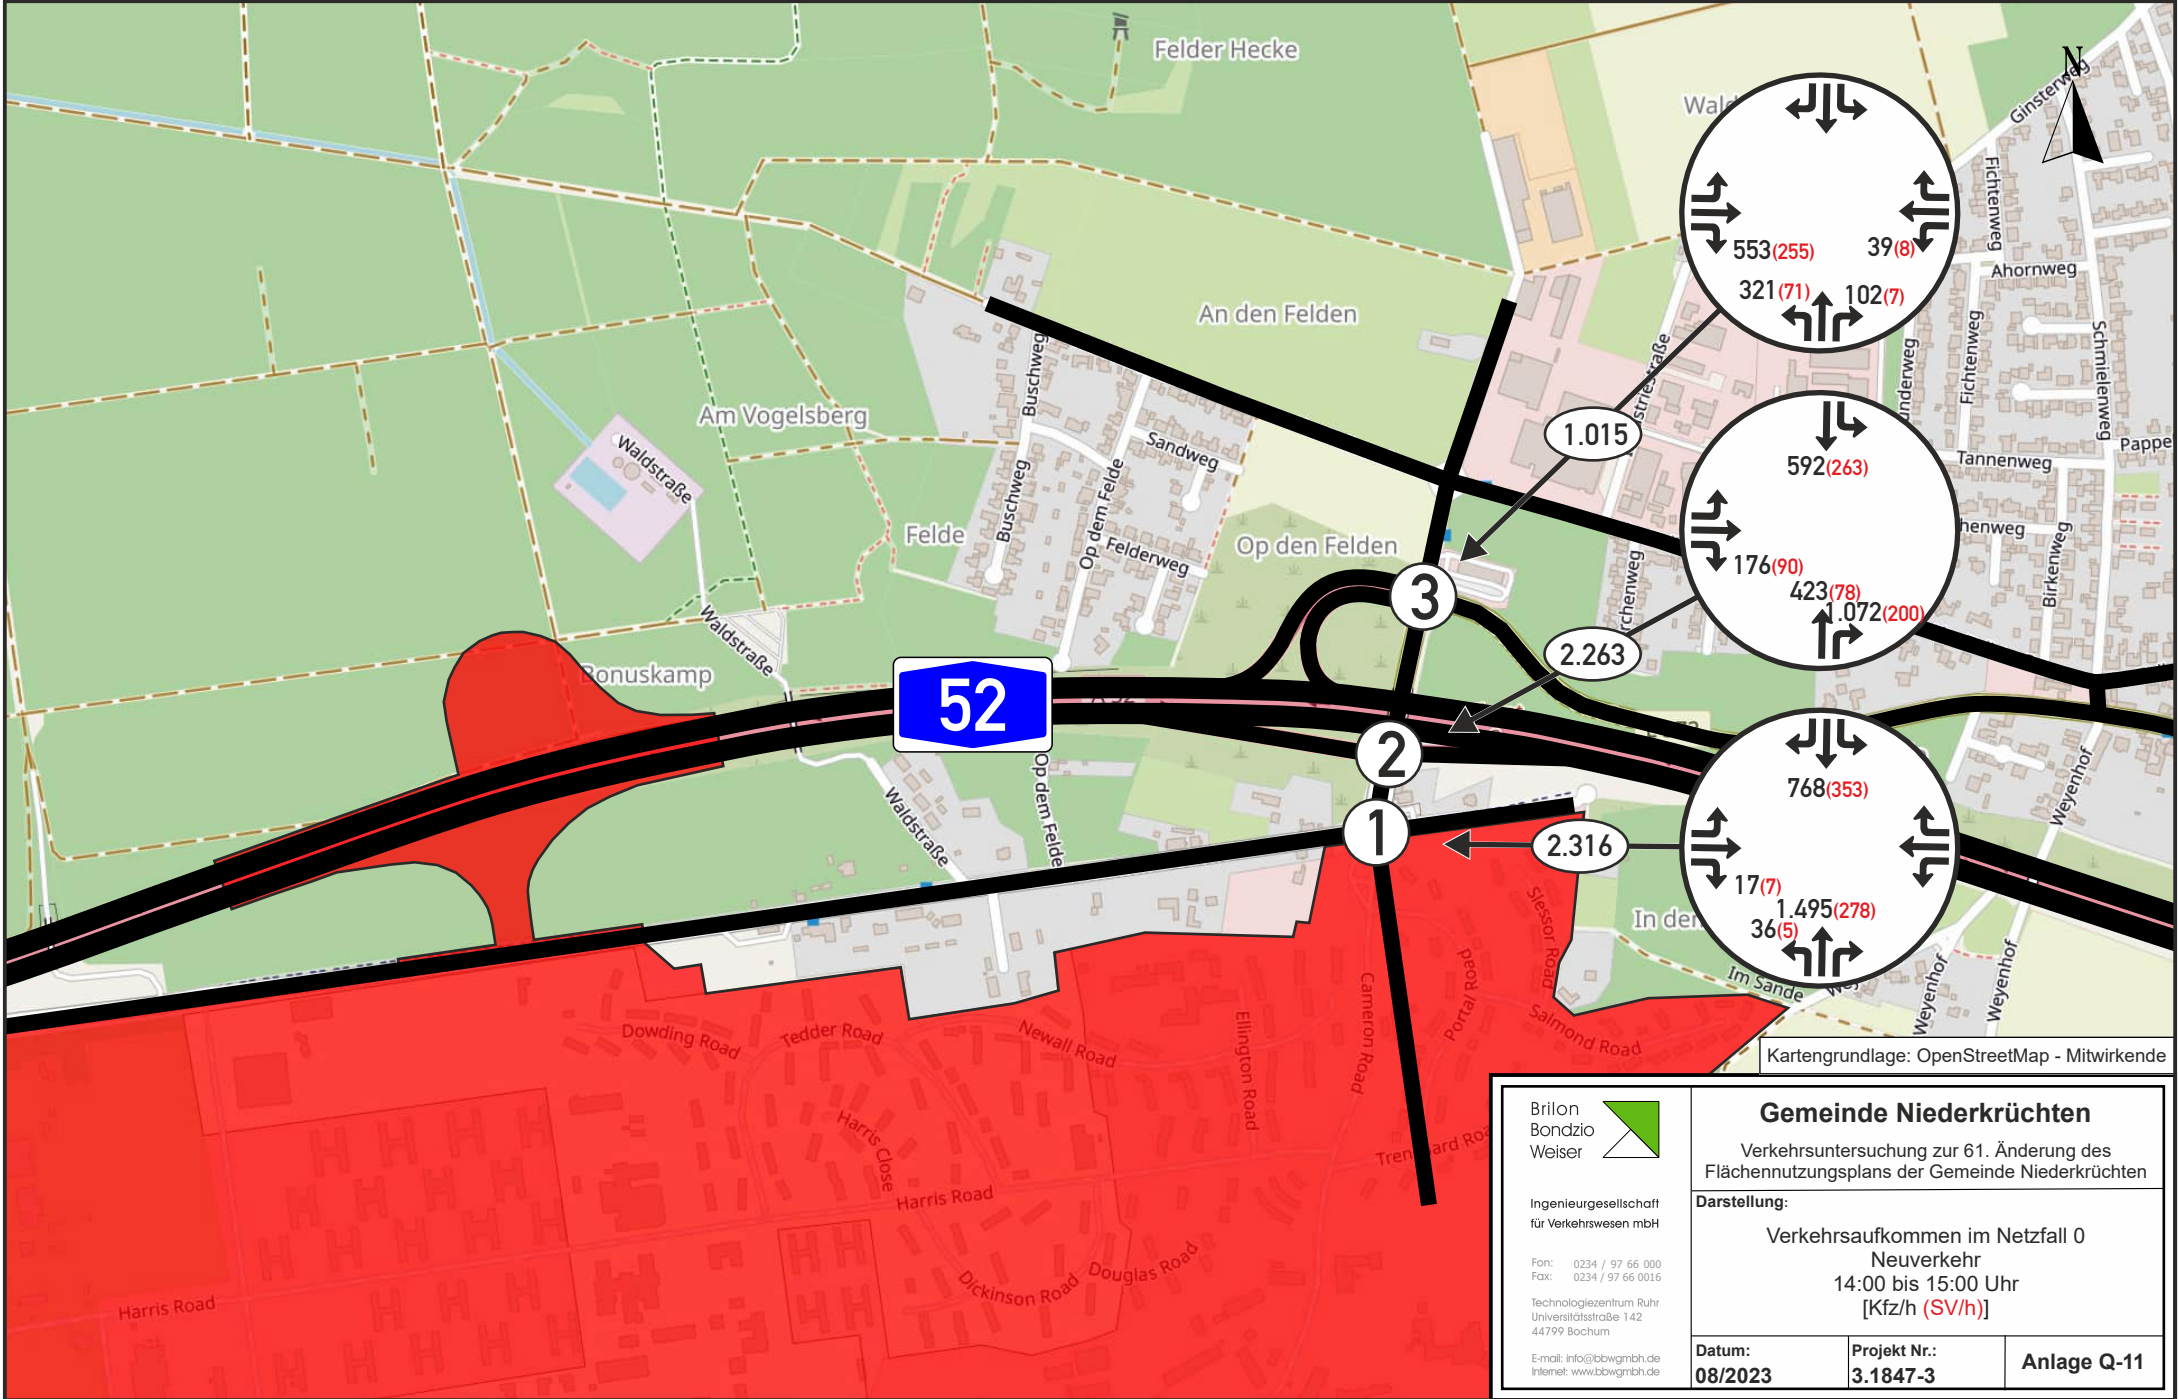 Felder Hecke
Wald
N
Ginsterweg
Fichtenweg
553(255)
39(8)
Ahornweg
321(71)
102(7)
An den Felden
Buschweg
Fichtenweg
Schmielenweg
Am Vogelsberg
1.015
Sandweg
Waldstraße
Pappe
592(263)
Tannenweg
Buschweg
Op dem Felde
Felde
Op den Felden
Felderweg
henweg
Birkenweg
176(90)
423(78)
1.072(200)
3
rchenweg
Waldstraße
2.263
Bonuskamp
52
2
Weyenhof
768(353)
Op dem Felde
Waldstraße
1
2.316
17(7)
1.495(278)
36(5)
In den
Slessor Road
Portal Road
Cameron Road
Im Sande
Weyenhof
Weyenhof
Salmond Road
Dowding Road
Tedder Road
Newall Road
Ellington Road
Harris Close
Harris Road
Douglas Road
Dickinson Road
Harris Road
Kartengrundlage: OpenStreetMap - Mitwirkende
Brilon
Bondzio
Weiser
Ingenieurgesellschaft
für Verkehrswesen mbH
Fon: 0234 / 97 66 000
Fax: 0234 / 97 66 0016
Technologiezentrum Ruhr
Universitätsstraße 142
44799 Bochum
E-mail: info@bbwgmbh.de
Internet: www.bbwgmbh.de
Gemeinde Niederkrüchten
Verkehrsuntersuchung zur 61. Änderung des
Flächennutzungsplans der Gemeinde Niederkrüchten
Darstellung:
Verkehrsaufkommen im Netzfall 0
Neuverkehr
14:00 bis 15:00 Uhr
[Kfz/h (SV/h)]
Datum:
08/2023
Projekt Nr.:
3.1847-3
Anlage Q-11